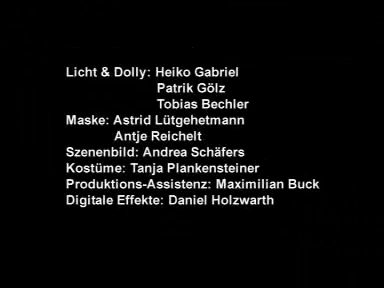 Licht & Dolly: Heiko Gabriel
Patrik Gölz
Tobias Bechler
Maske: Astrid Lütgehetmann
Antje Reichelt
Szenenbild: Andrea Schäfers
Kostüme: Tanja Plankensteiner
Produktions-Assistenz: Maximilian Buck
Digitale Effekte: Daniel Holzwarth